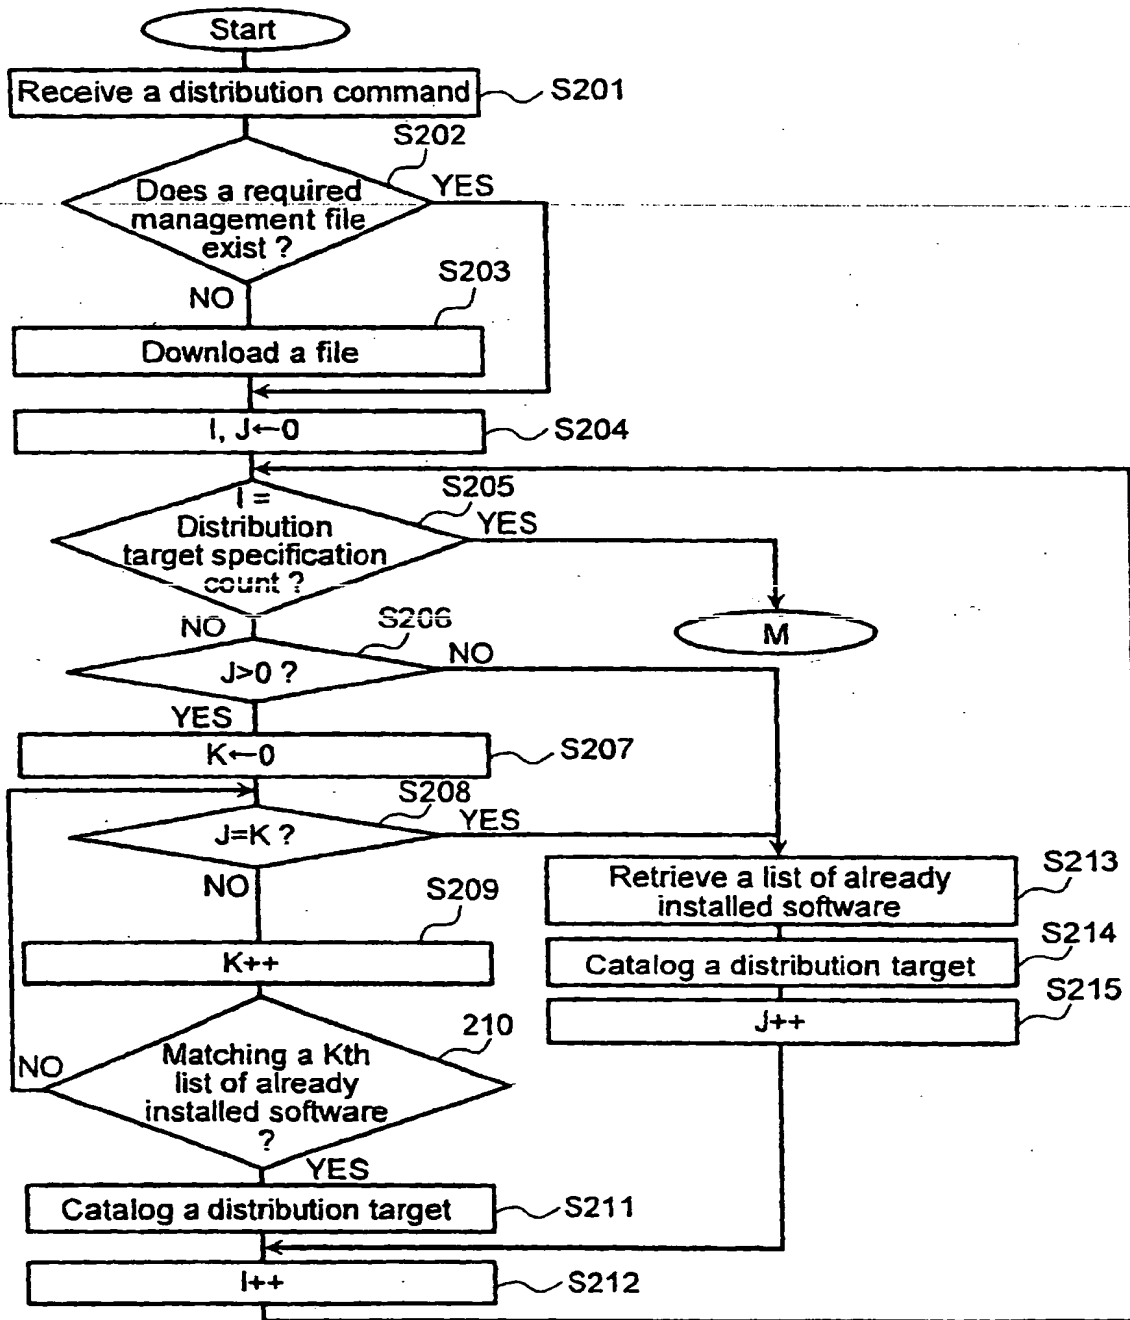 Start
Receive a distribution command
S201
S202
Does a required
management file
exist ?
YES
NO
S203
Download a file
I, J←0
S204
S205
I =
Distribution
target specification
count ?
YES
NO
M
S206
J>0 ?
NO
YES
K←0
S207
S208
J=K ?
YES
NO
S209
K++
210
Matching a Kth
list of already
installed software
?
NO
YES
Catalog a distribution target
S211
I++
S212
Retrieve a list of already
installed software
S213
Catalog a distribution target
S214
J++
S215